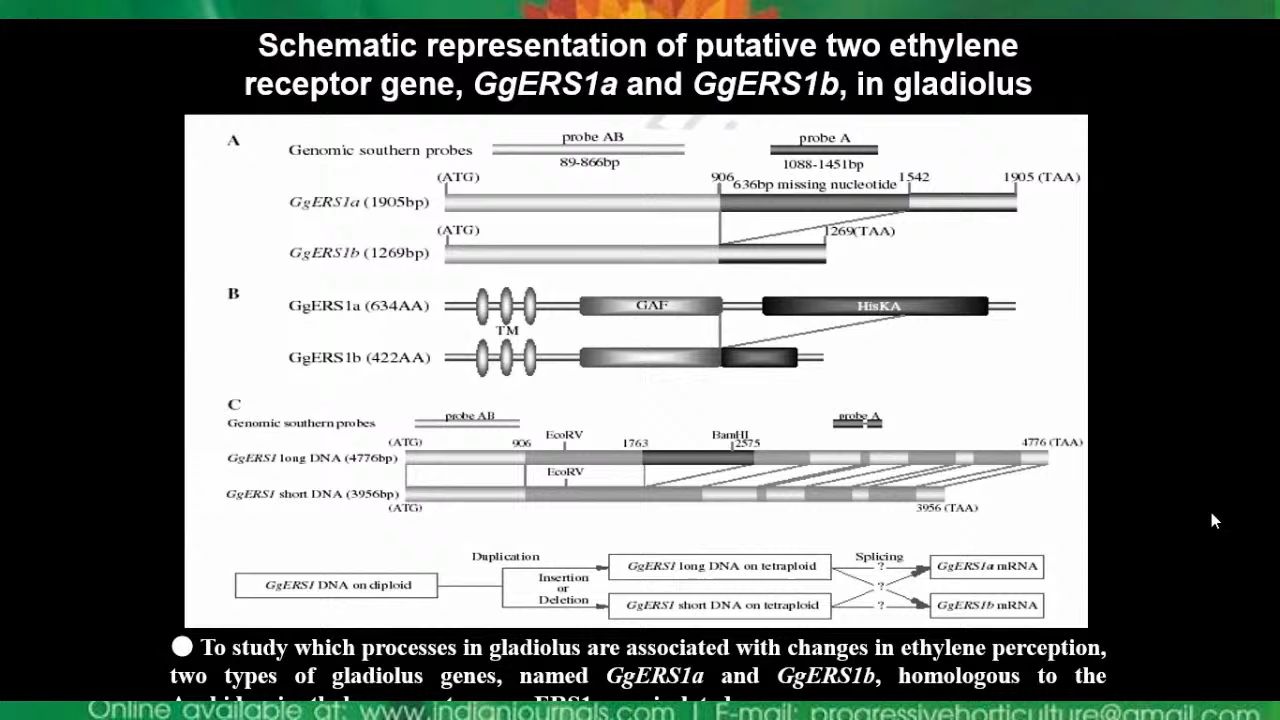 Schematic representation of putative two ethylene
receptor gene, GgERS1a and GgERS1b, in gladiolus
A
Genomic southern probes
probe AB
89-866bp
probe A
1088-1451bp
(ATG)
906
636bp missing nucleotide
1542
1905 (TAA)
GgERS1a (1905bp)
(ATG)
1269(TAA)
GgERS1b (1269bp)
B
GgERS1a (634AA)
GAF
HisKA
TM
GgERS1b (422AA)
C
Genomic southern probes
probe AB
probe A
(ATG)
906
EcoRV
1763
BamHI
2575
4776 (TAA)
GgERS1 long DNA (4776bp)
EcoRV
GgERS1 short DNA (3956bp)
(ATG)
3956 (TAA)
Duplication
Splicing
GgERS1 DNA on diploid
Insertion
or
Deletion
GgERS1 long DNA on tetraploid
?
GgERS1a mRNA
?
GgERS1 short DNA on tetraploid
?
GgERS1b mRNA
● To study which processes in gladiolus are associated with changes in ethylene perception,
two types of gladiolus genes, named GgERS1a and GgERS1b, homologous to the
Online available at: www.indianjournals.com | E-mail: progressivehorticulture@gmail.com